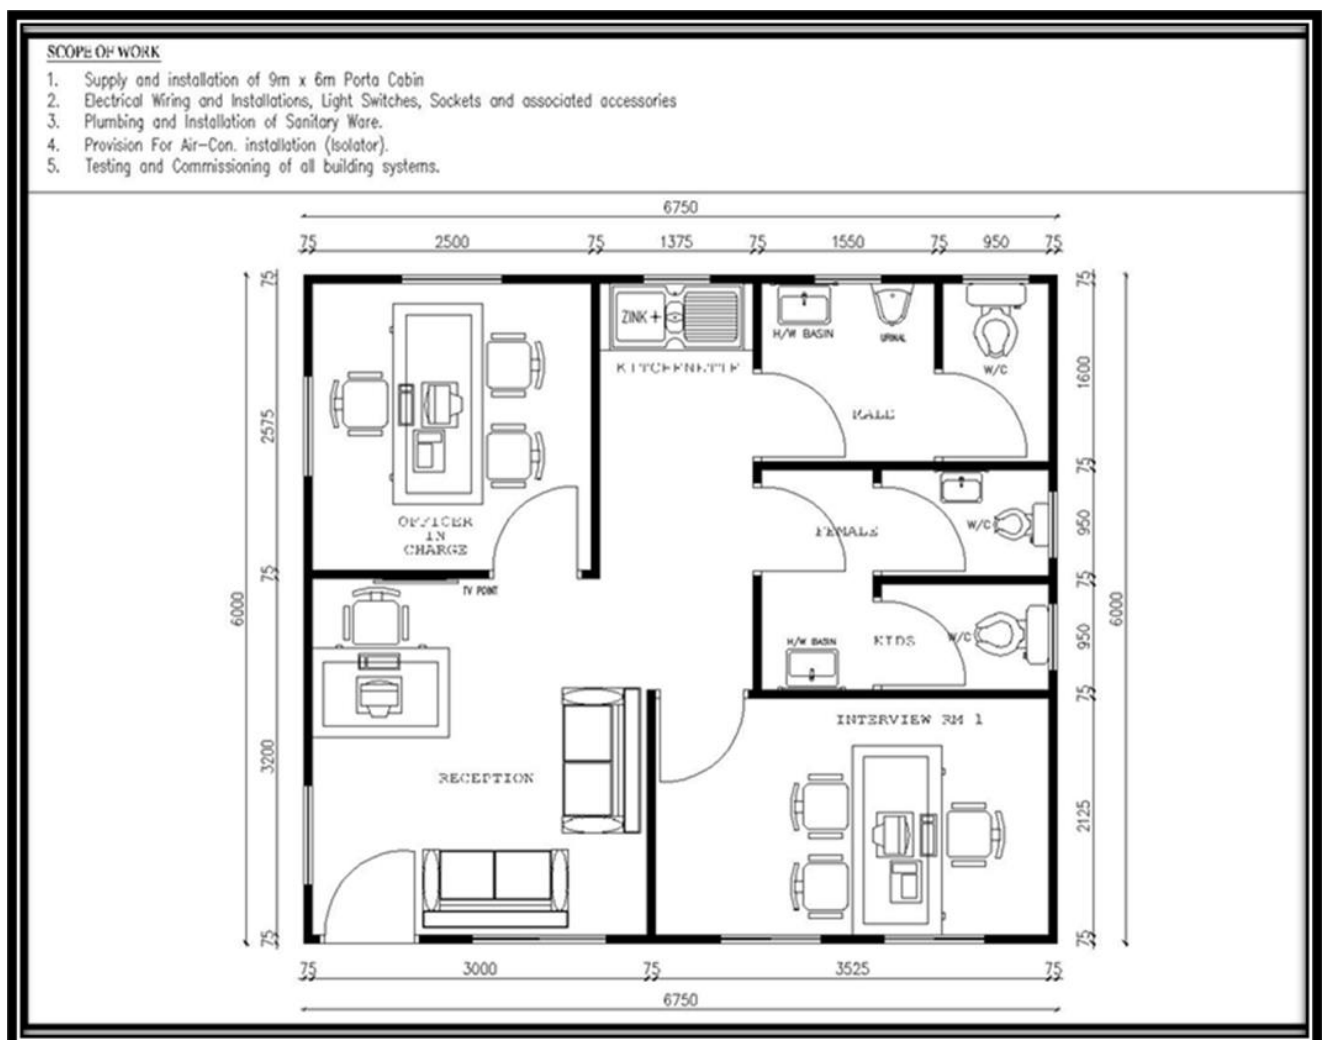 SCOPE OF WORK
1. Supply and installation of 9m x 6m Porta Cabin
2. Electrical Wiring and Installations, Light Switches, Sockets and associated accessories
3. Plumbing and Installation of Sanitary Ware.
4. Provision For Air-Con. installation (Isolator).
5. Testing and Commissioning of all building systems.
6750
75 2500 75 1375 75 1550 75 950 75
75
75
ZINK +
H/W BASIN
URINAL
W/C
KITCHENETTE
1600
MALE
2575
75
OFFICER
IN
CHARGE
FEMALE
W/C
950
75
75
TV POINT
6000
6000
H/W BASIN
KIDS
W/C
950
75
INTERVIEW RM 1
3200
RECEPTION
2125
75
75
75 3000 75 3525 75
6750